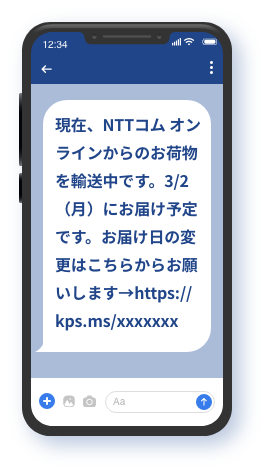 12:34
現在、NTTコム オン
ラインからのお荷物
を輸送中です。3/2
（月）にお届け予定
です。お届け日の変
更はこちらからお願
いします→https://
kps.ms/xxxxxxx
Aa